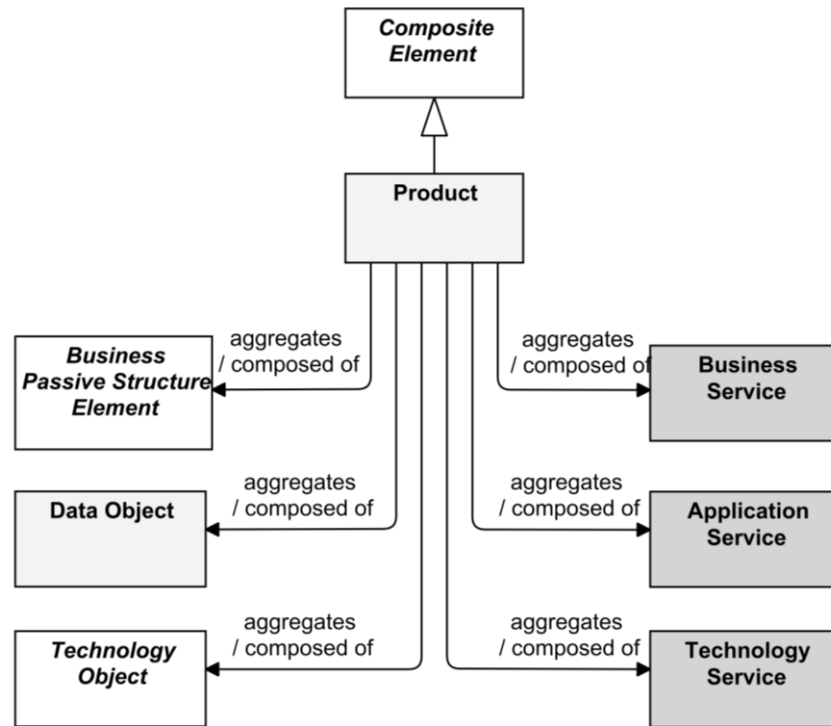 Composite
Element
Product
aggregates
/ composed of
aggregates
/ composed of
Business
Passive Structure
Element
Business
Service
aggregates
/ composed of
aggregates
/ composed of
Data Object
Application
Service
aggregates
/ composed of
aggregates
/ composed of
Technology
Object
Technology
Service